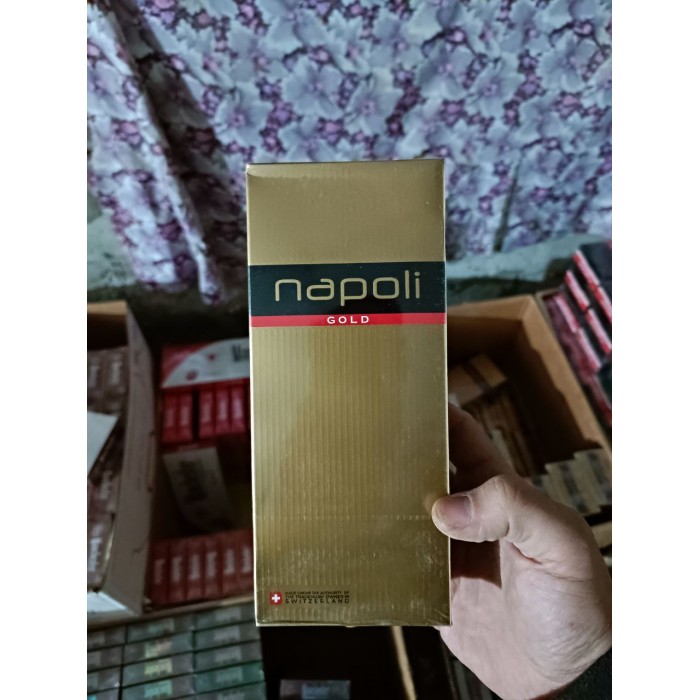 napoli
GOLD
MADE UNDER THE AUTHORITY OF
THE TRADEMARK OWNER IN
SWITZERLAND